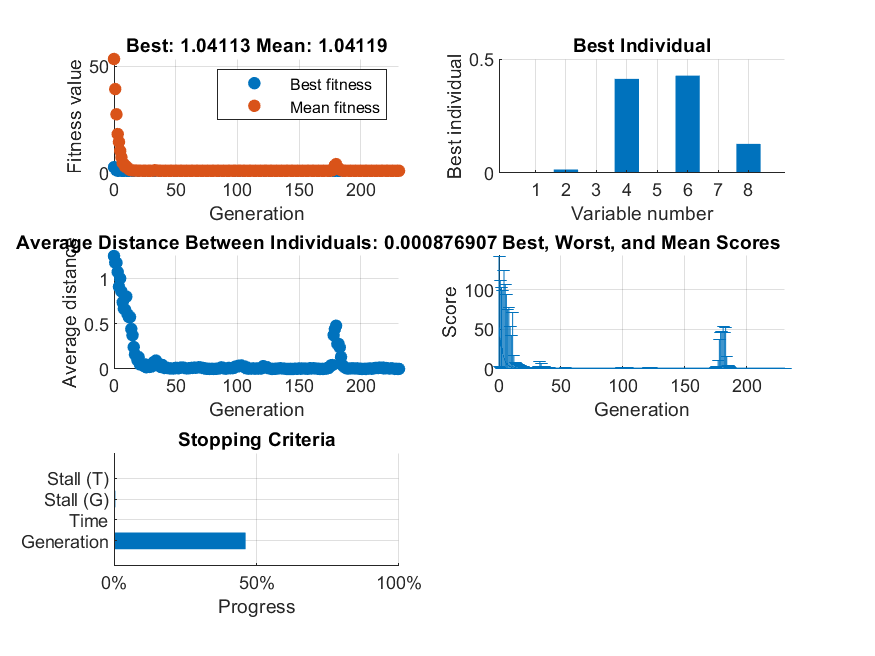 Best: 1.04113 Mean: 1.04119
Fitness value
50
0
Best fitness
Mean fitness
0 50 100 150 200
Generation
Best Individual
Best individual
0.5
0
1 2 3 4 5 6 7 8
Variable number
Average Distance Between Individuals: 0.000876907
Average distance
1
0.5
0
0 50 100 150 200
Generation
Best, Worst, and Mean Scores
Score
100
50
0
0 50 100 150 200
Generation
Stopping Criteria
Stall (T)
Stall (G)
Time
Generation
0% 50% 100%
Progress